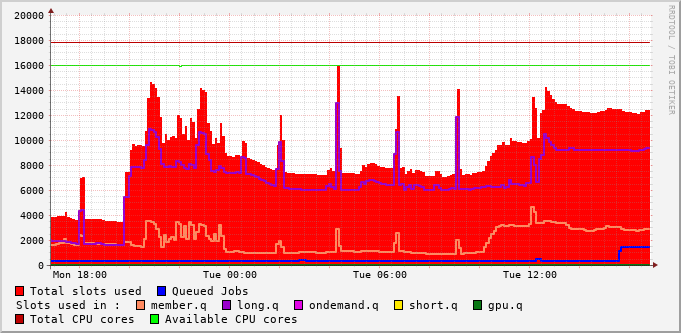 20000
18000
16000
14000
12000
10000
8000
6000
4000
2000
0
Mon 18:00 Tue 00:00 Tue 06:00 Tue 12:00
Total slots used Queued Jobs
Slots used in : member.q long.q ondemand.q short.q gpu.q
Total CPU cores Available CPU cores
RRDTOOL / TOBI OETIKER